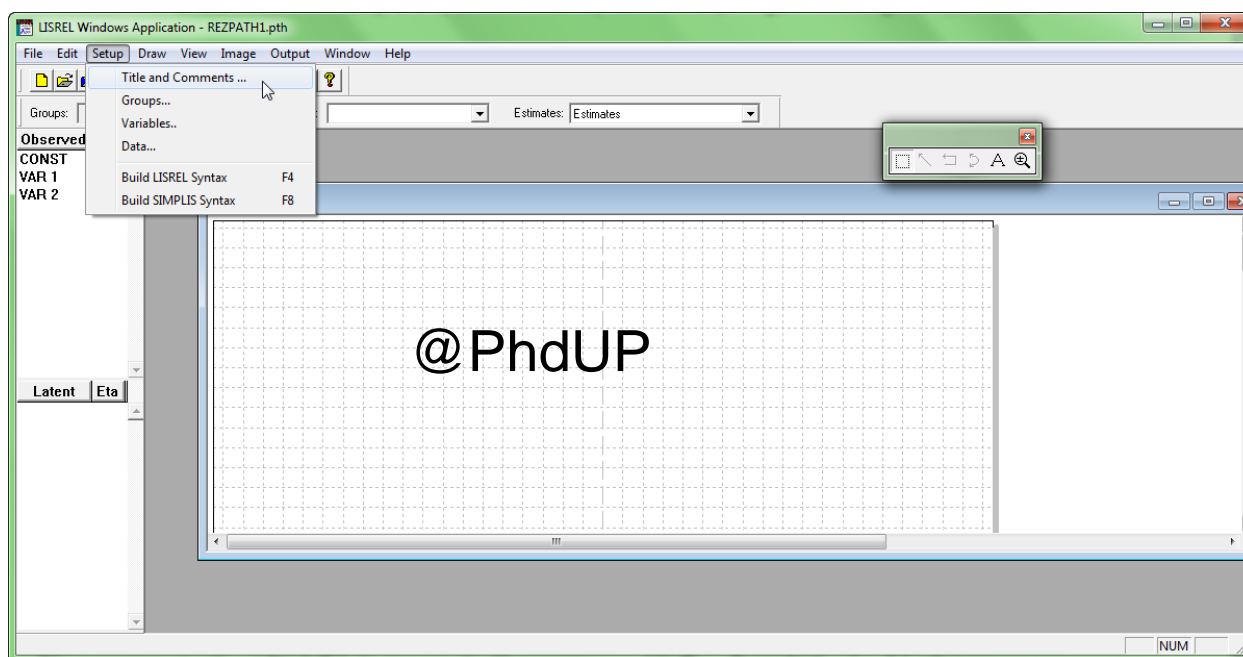 LISREL Windows Application - REZPATH1.pth
File Edit Setup Draw View Image Output Window Help
Title and Comments ...
Groups...
Variables..
Data...
Build LISREL Syntax F4
Build SIMPLIS Syntax F8
Groups: Estimates: Estimates
Observed
CONST
VAR 1
VAR 2
A
@PhdUP
Latent Eta
NUM